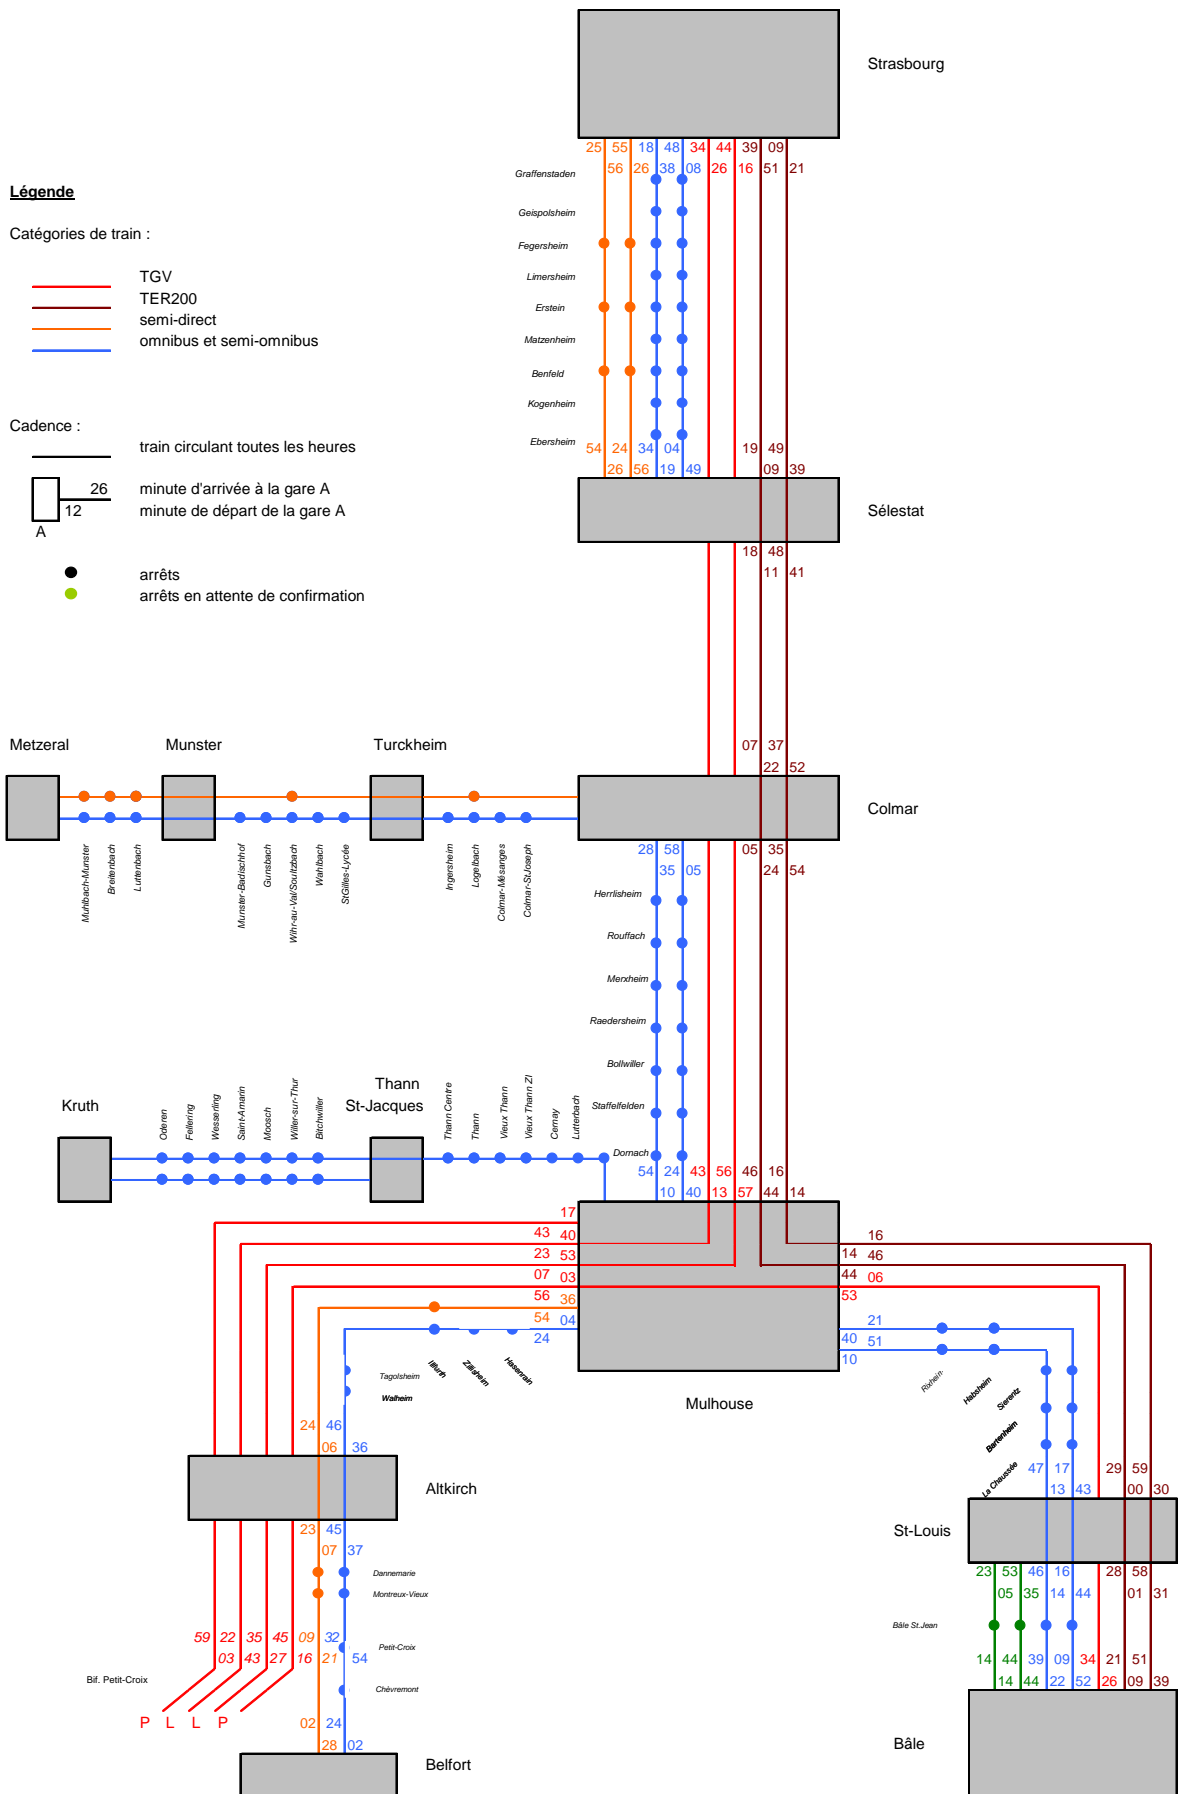 Strasbourg
25 55 18 48 34 44 39 09
56 26 38 08 26 16 51 21
Graffenstaden
Légende
Geispolsheim
Catégories de train :
Fegersheim
TGV
Limersheim
TER200
Erstein
semi-direct
omnibus et semi-omnibus
Matzenheim
Benfeld
Kogenheim
Cadence :
Ebersheim
train circulant toutes les heures
54 24 34 04 19 49
26 56 19 49 09 39
26 minute d'arrivée à la gare A
12 minute de départ de la gare A
A
Sélestat
18 48
11 41
arrêts
arrêts en attente de confirmation
Metzeral Munster Turckheim
07 37
22 52
Colmar
Muhlbach-Munster
Breitenbach
Luttenbach
Munster-Badischhof
Gunsbach
Wihr-au-Val/Soultzbach
Wahlbach
StGilles-Lycée
Ingersheim
Logelbach
Colmar-Mésanges
Colmar-StJoseph
28 58 05 35
35 05 24 54
Herrlisheim
Rouffach
Merxheim
Raedersheim
Bollwiller
Staffelfelden
Dornach
Kruth
Thann
St-Jacques
Oderen
Fellering
Wesserling
Saint-Amarin
Moosch
Willer-sur-Thur
Bitchwiller
Thann Centre
Thann
Vieux Thann
Vieux Thann ZI
Cernay
Lutterbach
54 24 43 56 46 16
10 40 13 57 44 14
17
43 40
23 53
07 03
56 36
54 04
24
16
14 46
44 06
53
21
40 51
10
Mulhouse
Hasenrain
Zillisheim
Illfurth
Tagolsheim
Walheim
Rixheim-
Habsheim
Sierentz
Bartenheim
La Chaussée
24 46
06 36
Altkirch
23 45
07 37
Dannemarie
Montreux-Vieux
47 17 29 59
13 43 00 30
St-Louis
23 53 46 16 28 58
05 35 14 44 01 31
Bâle St.Jean
59 22 35 45 09 32
03 43 27 16 21 54
Petit-Croix
Bif. Petit-Croix
Chèvremont
P L L P
14 44 39 09 34 21 51
14 44 22 52 26 09 39
02 24
28 02
Belfort
Bâle